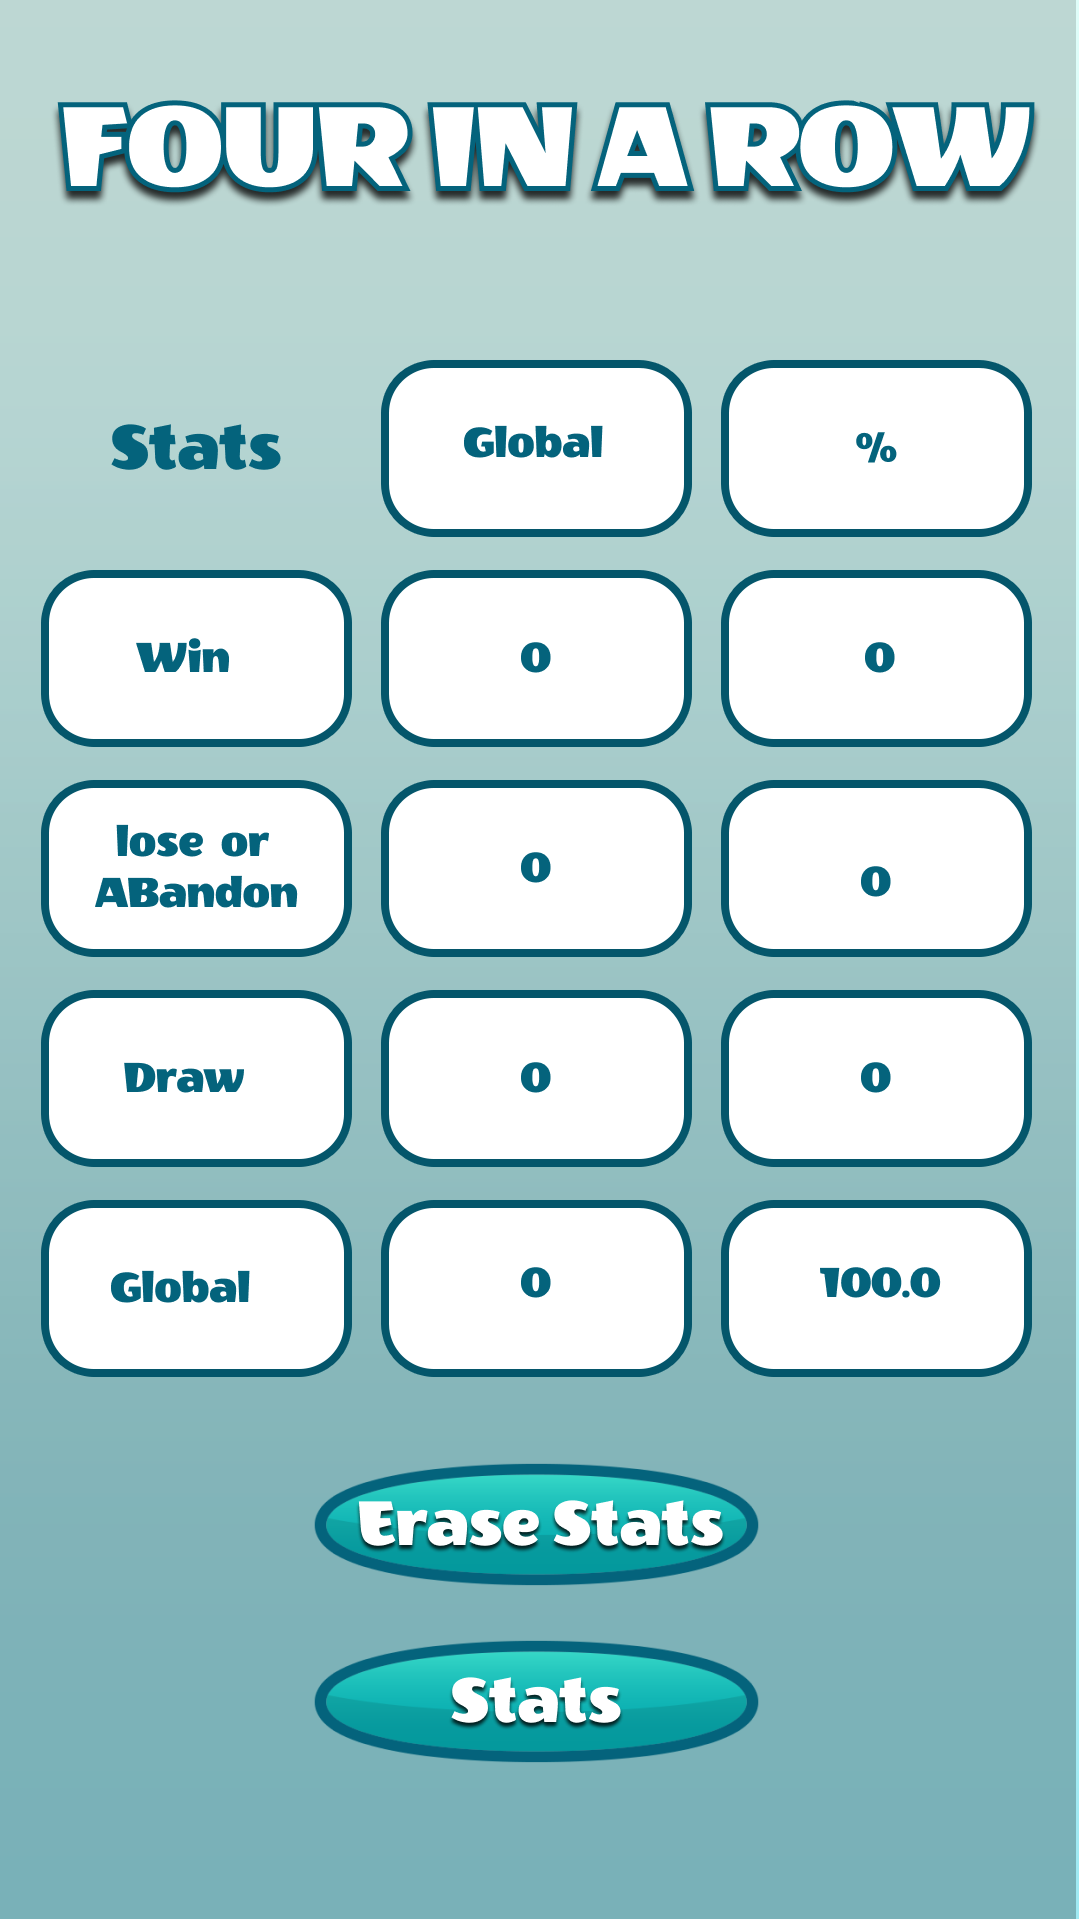 FOUR IN A ROW
Stats Global %
Win 0 0
lose or
ABandon 0 0
Draw 0 0
Global 0 100.0
Erase Stats
Stats